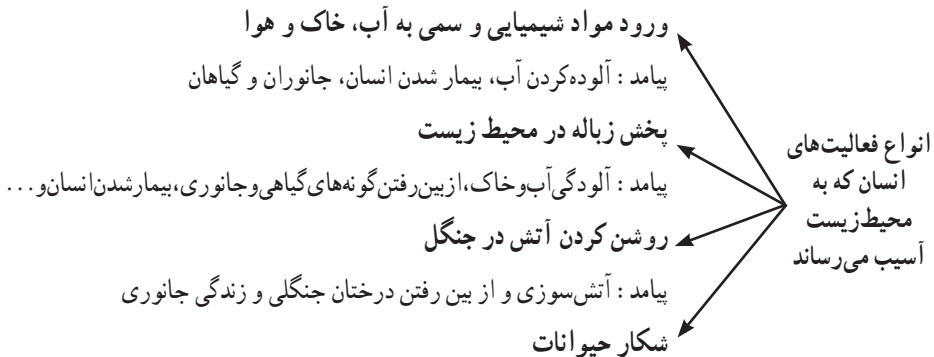 ورود مواد شیمیایی و سمی به آب، خاک و هوا
پیامد : آلوده‌کردن آب، بیمار شدن انسان، جانوران و گیاهان
پخش زباله در محیط زیست
پیامد : آلودگی‌آب‌وخاک،ازبین‌رفتن‌گونه‌های‌گیاهی‌وجانوری،بیمارشدن‌انسان‌و...
روشن کردن آتش در جنگل
پیامد : آتش‌سوزی و از بین رفتن درختان جنگلی و زندگی جانوری
شکار حیوانات
انواع فعالیت‌های
انسان که به
محیط‌زیست
آسیب می‌رساند